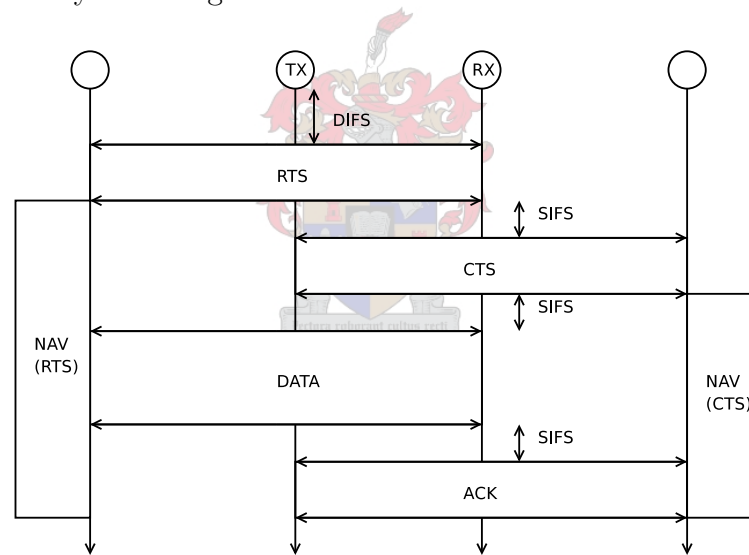 TX
RX
DIFS
RTS
SIFS
CTS
SIFS
NAV
(RTS)
DATA
NAV
(CTS)
SIFS
ACK